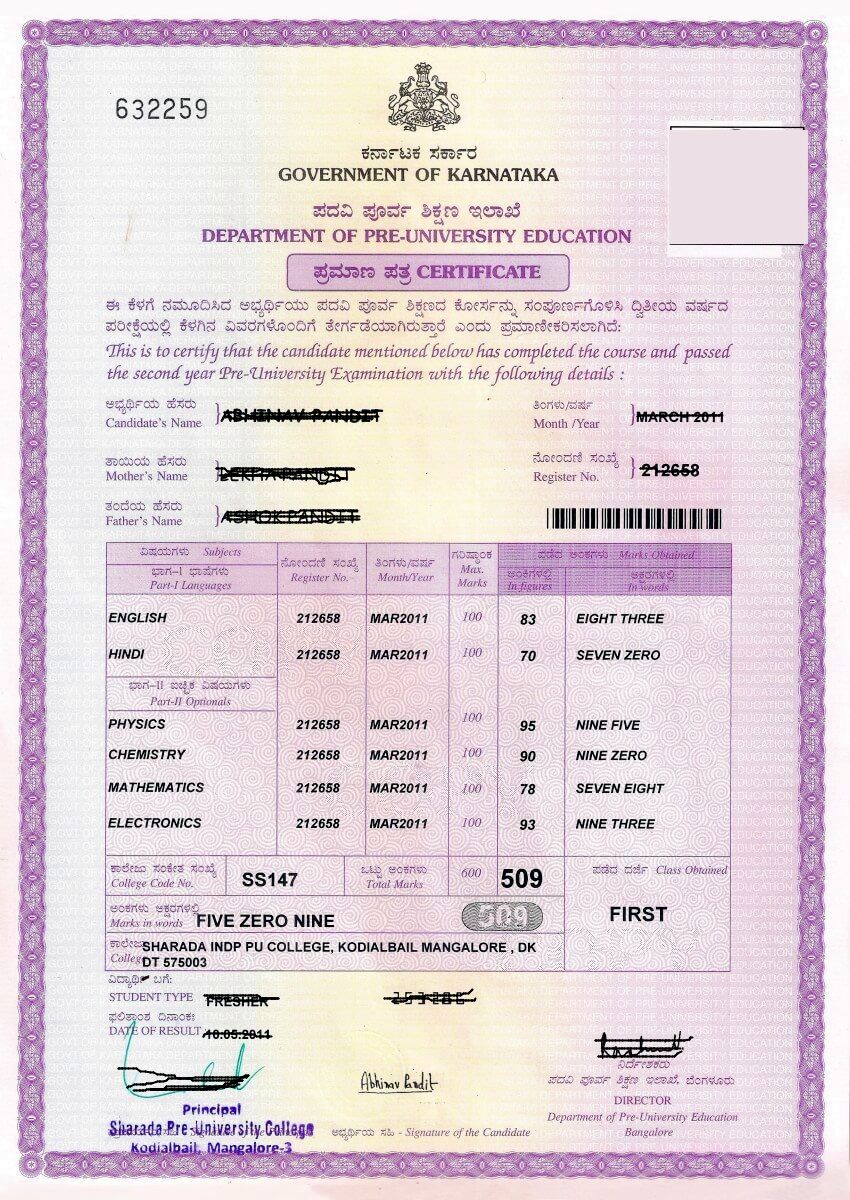 632259
ಕರ್ನಾಟಕ ಸರ್ಕಾರ
GOVERNMENT OF KARNATAKA
ಪದವಿ ಪೂರ್ವ ಶಿಕ್ಷಣ ಇಲಾಖೆ
DEPARTMENT OF PRE-UNIVERSITY EDUCATION
ಪ್ರಮಾಣ ಪತ್ರ CERTIFICATE
ಈ ಕೆಳಗೆ ನಮೂದಿಸಿದ ಅಭ್ಯರ್ಥಿಯು ಪದವಿ ಪೂರ್ವ ಶಿಕ್ಷಣದ ಕೋರ್ಸನ್ನು ಸಂಪೂರ್ಣಗೊಳಿಸಿ ದ್ವಿತೀಯ ವರ್ಷದ
ಪರೀಕ್ಷೆಯಲ್ಲಿ ಕೆಳಗಿನ ವಿವರಗಳೊಂದಿಗೆ ತೇರ್ಗಡೆಯಾಗಿರುತ್ತಾರೆ ಎಂದು ಪ್ರಮಾಣೀಕರಿಸಲಾಗಿದೆ:
This is to certify that the candidate mentioned below has completed the course and passed
the second year Pre-University Examination with the following details :
ಅಭ್ಯರ್ಥಿಯ ಹೆಸರು ತಿಂಗಳು/ವರ್ಷ
Candidate's Name ABHINAV PANDIT Month /Year MARCH 2011
ತಾಯಿಯ ಹೆಸರು ನೋಂದಣಿ ಸಂಖ್ಯೆ
Mother's Name Register No. 212658
ತಂದೆಯ ಹೆಸರು
Father's Name ASHOK PANDIT
ವಿಷಯಗಳು Subjects ನೋಂದಣಿ ಸಂಖ್ಯೆ Register No. ತಿಂಗಳು/ವರ್ಷ Month/Year ಗರಿಷ್ಠಾಂಕ Max. Marks ಪಡೆದ ಅಂಕಗಳು Marks Obtained
ಭಾಗ-I ಭಾಷೆಗಳು ಅಂಕಿಗಳಲ್ಲಿ ಅಕ್ಷರಗಳಲ್ಲಿ
Part-I Languages In figures In words
ENGLISH 212658 MAR2011 100 83 EIGHT THREE
HINDI 212658 MAR2011 100 70 SEVEN ZERO
ಭಾಗ-II ಐಚ್ಛಿಕ ವಿಷಯಗಳು
Part-II Optionals
PHYSICS 212658 MAR2011 100 95 NINE FIVE
CHEMISTRY 212658 MAR2011 100 90 NINE ZERO
MATHEMATICS 212658 MAR2011 100 78 SEVEN EIGHT
ELECTRONICS 212658 MAR2011 100 93 NINE THREE
ಕಾಲೇಜು ಸಂಕೇತ ಸಂಖ್ಯೆ ಒಟ್ಟು ಅಂಕಗಳು ಪಡೆದ ದರ್ಜೆ Class Obtained
College Code No. SS147 Total Marks 600 509
ಅಂಕಗಳು ಅಕ್ಷರಗಳಲ್ಲಿ
Marks in words FIVE ZERO NINE 509 FIRST
ಕಾಲೇಜು SHARADA INDP PU COLLEGE, KODIALBAIL MANGALORE , DK
College DT 575003
ವಿದ್ಯಾರ್ಥಿ ಬಗೆ:
STUDENT TYPE FRESHER
ಫಲಿತಾಂಶ ದಿನಾಂಕ:
DATE OF RESULT 16.05.2011
ನಿರ್ದೇಶಕರು
Abhinav Pandit ಪದವಿ ಪೂರ್ವ ಶಿಕ್ಷಣ ಇಲಾಖೆ, ಬೆಂಗಳೂರು
Principal DIRECTOR
Sharada Pre-University College Department of Pre-University Education
ಅಭ್ಯರ್ಥಿಯ ಸಹಿ - Signature of the Candidate Bangalore
Kodialbail, Mangalore-3